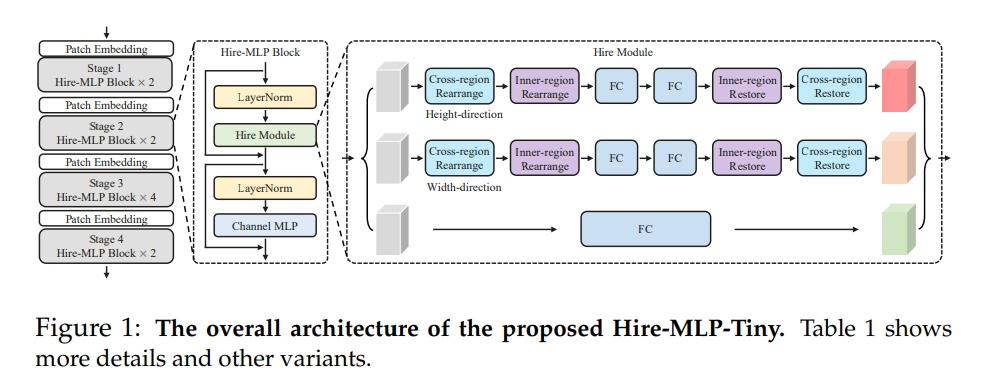 Patch Embedding
Stage 1
Hire-MLP Block × 2
Patch Embedding
Stage 2
Hire-MLP Block × 2
Patch Embedding
Stage 3
Hire-MLP Block × 4
Patch Embedding
Stage 4
Hire-MLP Block × 2
Hire-MLP Block
LayerNorm
Hire Module
LayerNorm
Channel MLP
Hire Module
Cross-region
Rearrange
Inner-region
Rearrange
FC
FC
Inner-region
Restore
Cross-region
Restore
Height-direction
Cross-region
Rearrange
Inner-region
Rearrange
FC
FC
Inner-region
Restore
Cross-region
Restore
Width-direction
FC
Figure 1: The overall architecture of the proposed Hire-MLP-Tiny. Table 1 shows
more details and other variants.